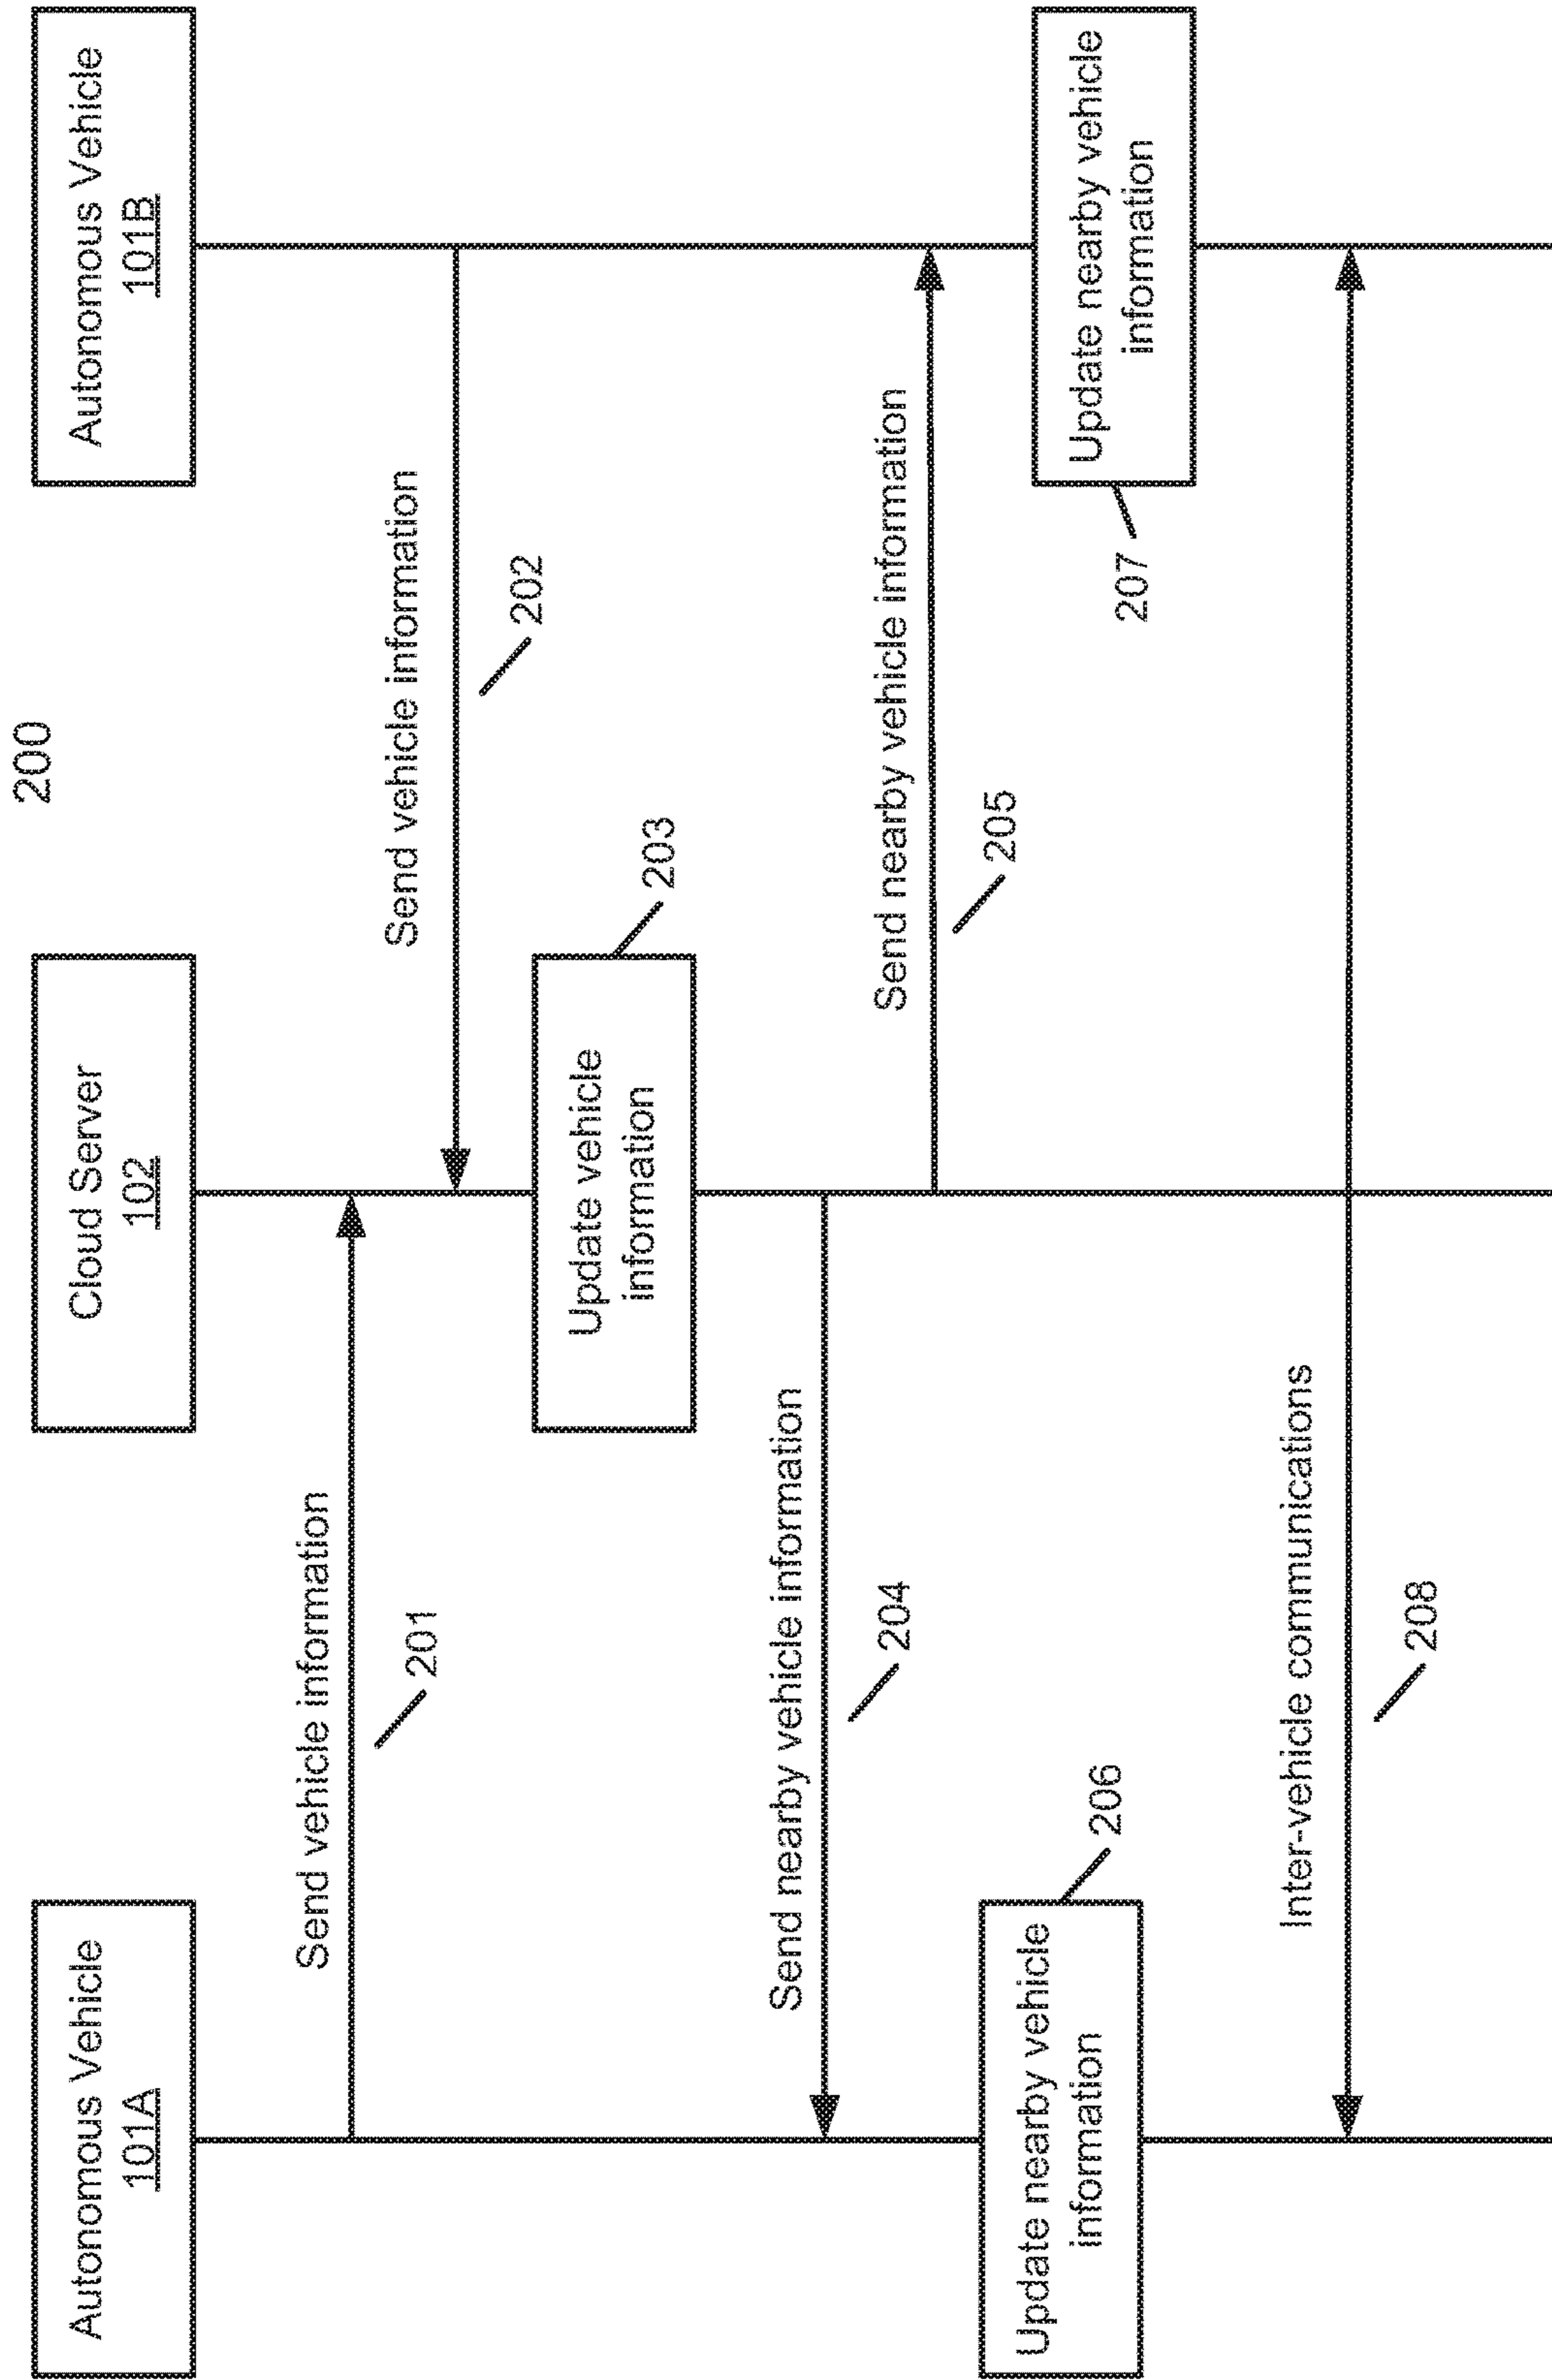 200
Autonomous Vehicle
101A
Cloud Server
102
Autonomous Vehicle
101B
Send vehicle information
201
Send vehicle information
202
Update vehicle
information
203
Send nearby vehicle information
204
Send nearby vehicle information
205
Update nearby vehicle
information
206
Update nearby vehicle
information
207
Inter-vehicle communications
208